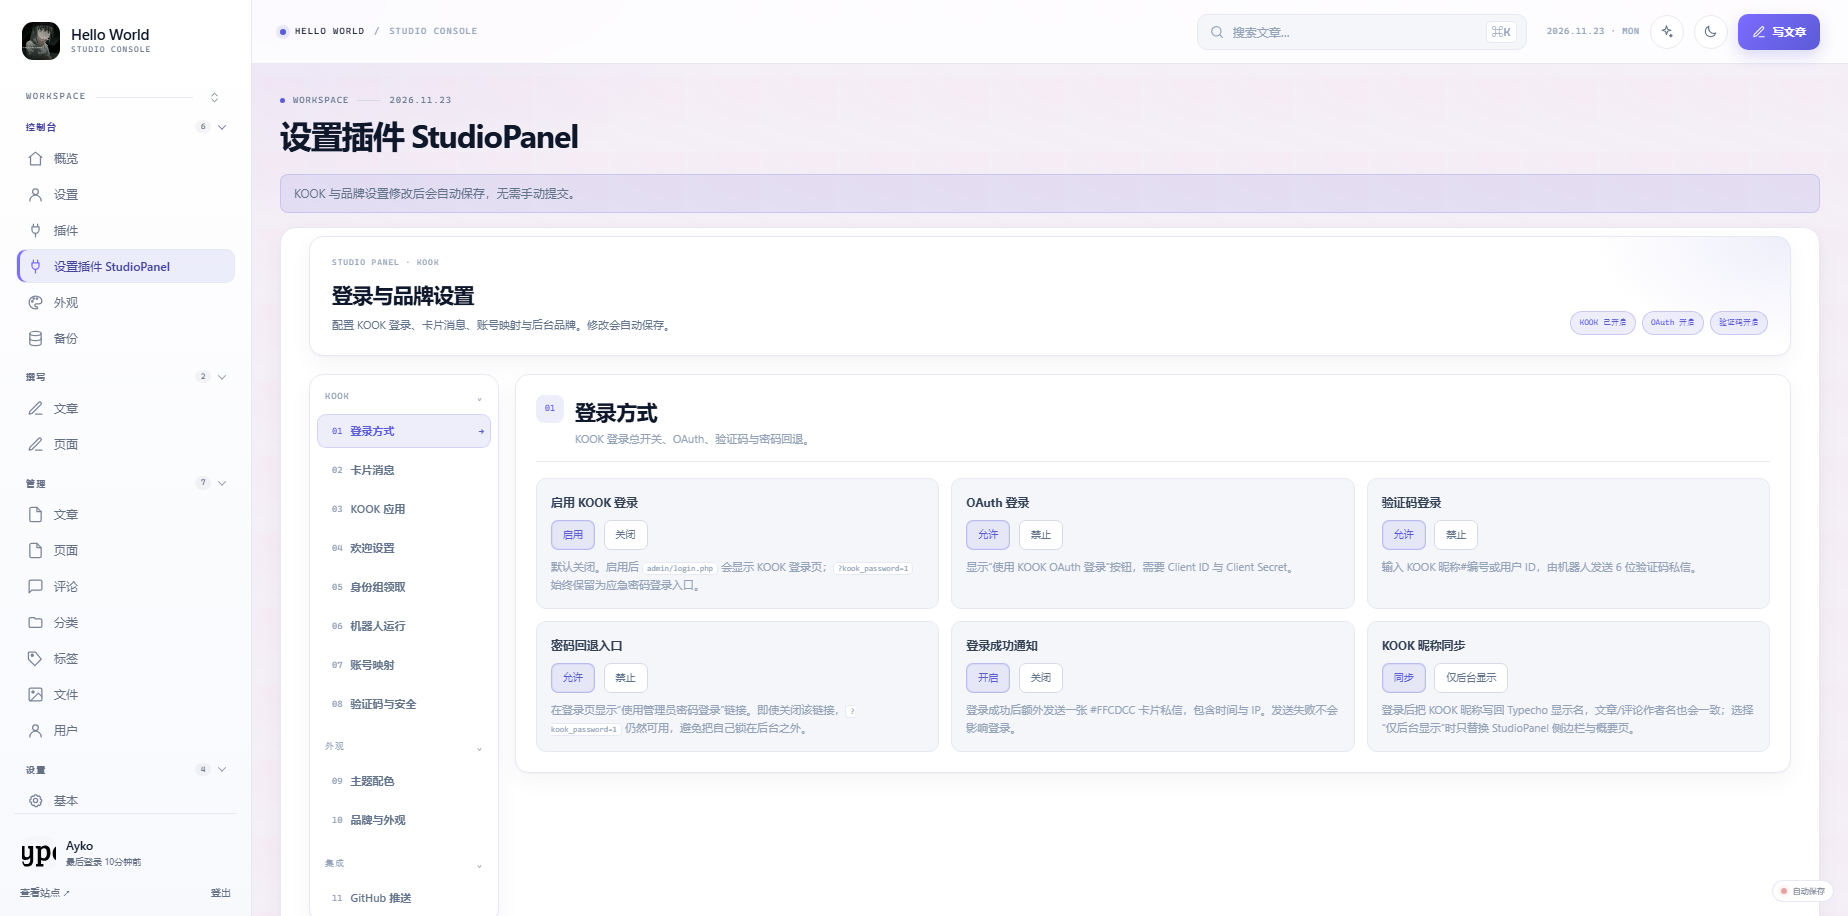 Hello World
STUDIO CONSOLE
WORKSPACE
控制台 6
概览
设置
插件
设置插件 StudioPanel
外观
备份
撰写 2
文章
页面
管理 7
文章
页面
评论
分类
标签
文件
用户
设置 4
基本
Ayko
最后登录 10分钟前
查看站点↗ 登出
HELLO WORLD / STUDIO CONSOLE
搜索文章... ⌘K
2026.11.23 · MON
写文章
WORKSPACE 2026.11.23
设置插件 StudioPanel
KOOK 与品牌设置修改后会自动保存，无需手动提交。
STUDIO PANEL · KOOK
登录与品牌设置
配置 KOOK 登录、卡片消息、账号映射与后台品牌。修改会自动保存。
KOOK 已开启 OAuth 开启 验证码开启
KOOK
01 登录方式 →
02 卡片消息
03 KOOK 应用
04 欢迎设置
05 身份组领取
06 机器人运行
07 账号映射
08 验证码与安全
外观
09 主题配色
10 品牌与外观
集成
11 GitHub 推送
01 登录方式
KOOK 登录总开关、OAuth、验证码与密码回退。
启用 KOOK 登录
启用 关闭
默认关闭。启用后 admin/login.php 会显示 KOOK 登录页； ?kook_password=1
始终保留为应急密码登录入口。
OAuth 登录
允许 禁止
显示"使用 KOOK OAuth 登录"按钮，需要 Client ID 与 Client Secret。
验证码登录
允许 禁止
输入 KOOK 昵称#编号或用户 ID，由机器人发送 6 位验证码私信。
密码回退入口
允许 禁止
在登录页显示"使用管理员密码登录"链接。即使关闭该链接， ?
kook_password=1 仍然可用，避免把自己锁在后台之外。
登录成功通知
开启 关闭
登录成功后额外发送一张 #FFCDCC 卡片私信，包含时间与 IP。发送失败不会
影响登录。
KOOK 昵称同步
同步 仅后台显示
登录后把 KOOK 昵称写回 Typecho 显示名，文章/评论作者名也会一致；选择
"仅后台显示"时只替换 StudioPanel 侧边栏与概要页。
自动保存